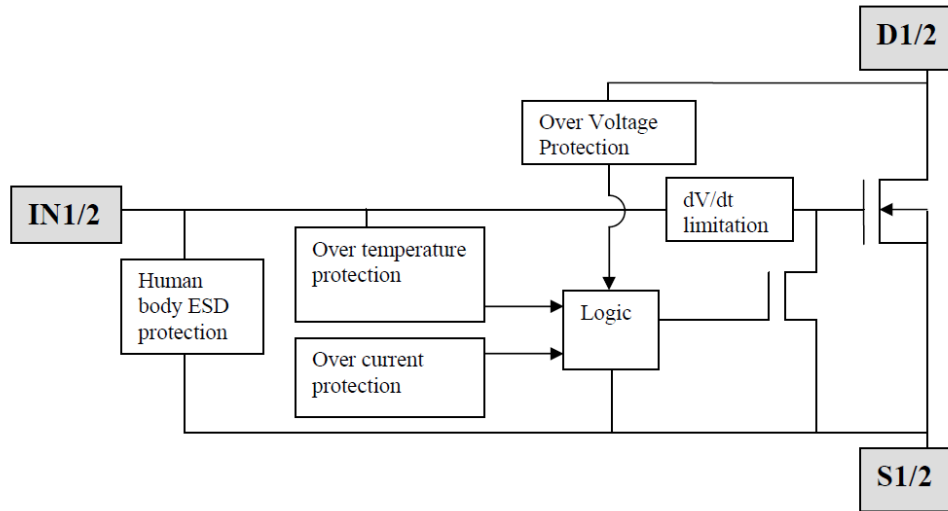 D1/2
Over Voltage
Protection
IN1/2
dV/dt
limitation
Over temperature
protection
Human
body ESD
protection
Logic
Over current
protection
S1/2